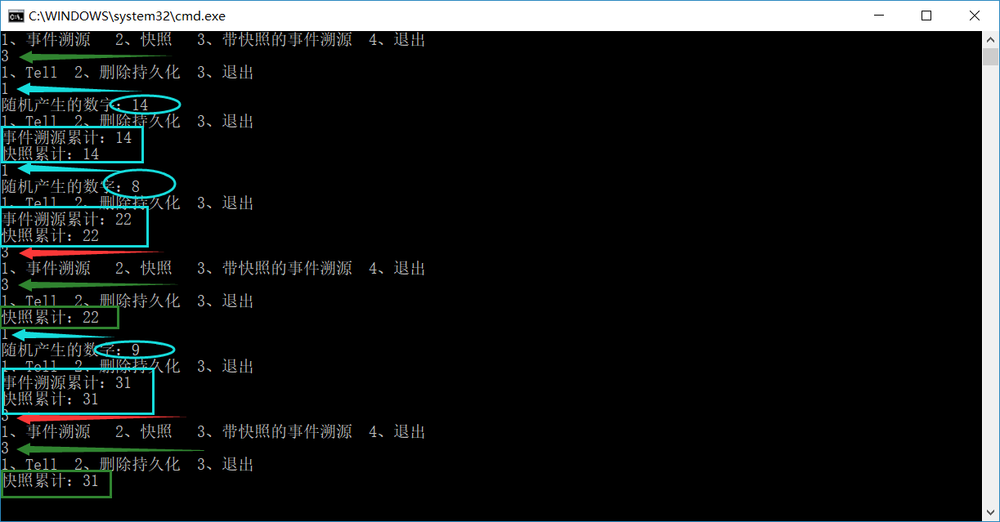 C:\WINDOWS\system32\cmd.exe
1、事件溯源   2、快照   3、带快照的事件溯源  4、退出
3
1、Tell  2、删除持久化  3、退出
1
随机产生的数字：14
1、Tell  2、删除持久化  3、退出
事件溯源累计：14
快照累计：14
1
随机产生的数字：8
1、Tell  2、删除持久化  3、退出
事件溯源累计：22
快照累计：22
3
1、事件溯源   2、快照   3、带快照的事件溯源  4、退出
3
1、Tell  2、删除持久化  3、退出
快照累计：22
1
随机产生的数字：9
1、Tell  2、删除持久化  3、退出
事件溯源累计：31
快照累计：31
3
1、事件溯源   2、快照   3、带快照的事件溯源  4、退出
3
1、Tell  2、删除持久化  3、退出
快照累计：31